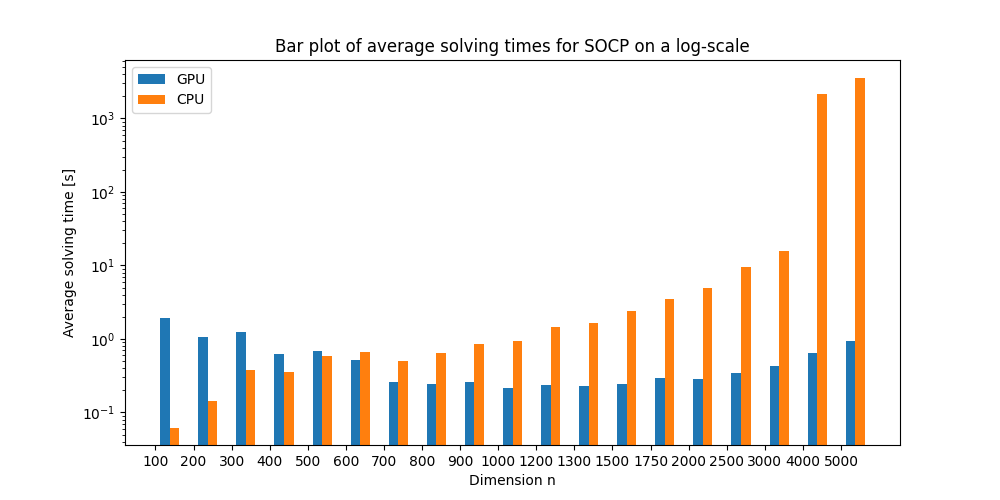 Bar plot of average solving times for SOCP on a log-scale
GPU
CPU
Average solving time [s]
10³
10²
10¹
10⁰
10⁻¹
100 200 300 400 500 600 700 800 900 1000 1200 1300 1500 1750 2000 2500 3000 4000 5000
Dimension n